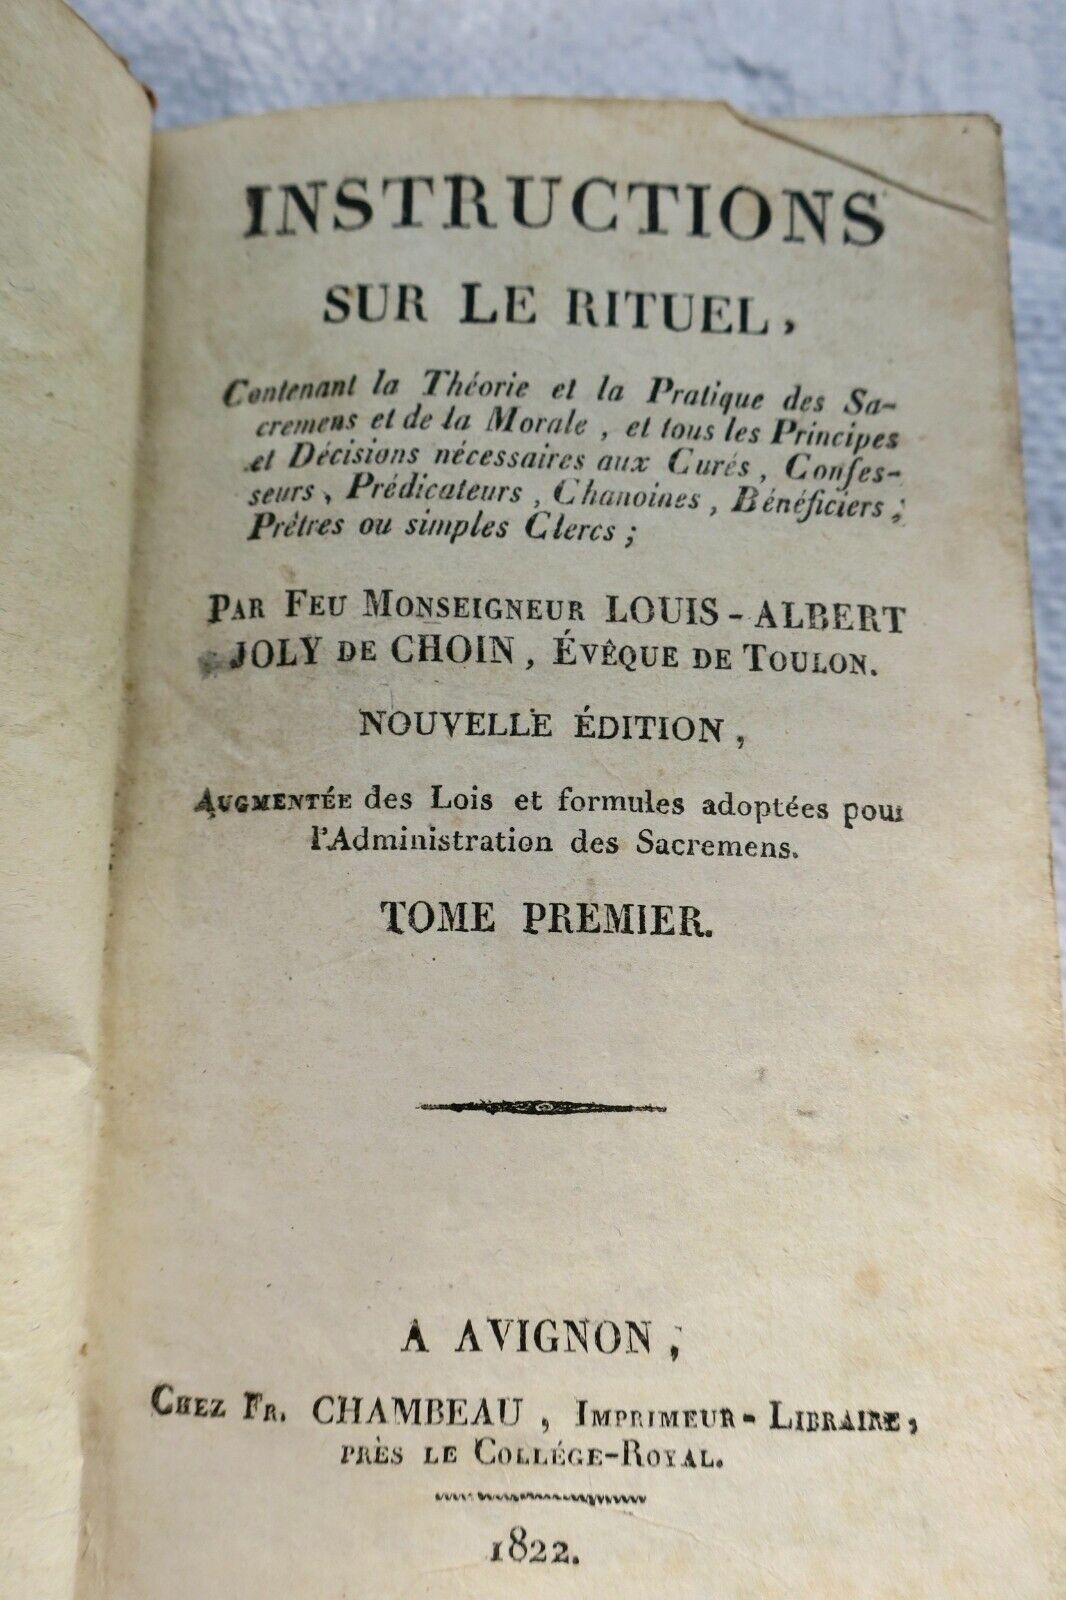 INSTRUCTIONS
SUR LE RITUEL,
Contenant la Théorie et la Pratique des Sa-
cremens et de la Morale, et tous les Principes
et Décisions nécessaires aux Curés, Confes-
seurs, Prédicateurs, Chanoines, Bénéficiers,
Prêtres ou simples Clercs;
PAR FEU MONSEIGNEUR LOUIS-ALBERT
JOLY DE CHOIN, ÉVÊQUE DE TOULON.
NOUVELLE ÉDITION,
AUGMENTÉE des Lois et formules adoptées pour
l'Administration des Sacremens.
TOME PREMIER.
A AVIGNON,
CHEZ FR. CHAMBEAU, IMPRIMEUR-LIBRAIRE,
PRÈS LE COLLÉGE-ROYAL.
1822.